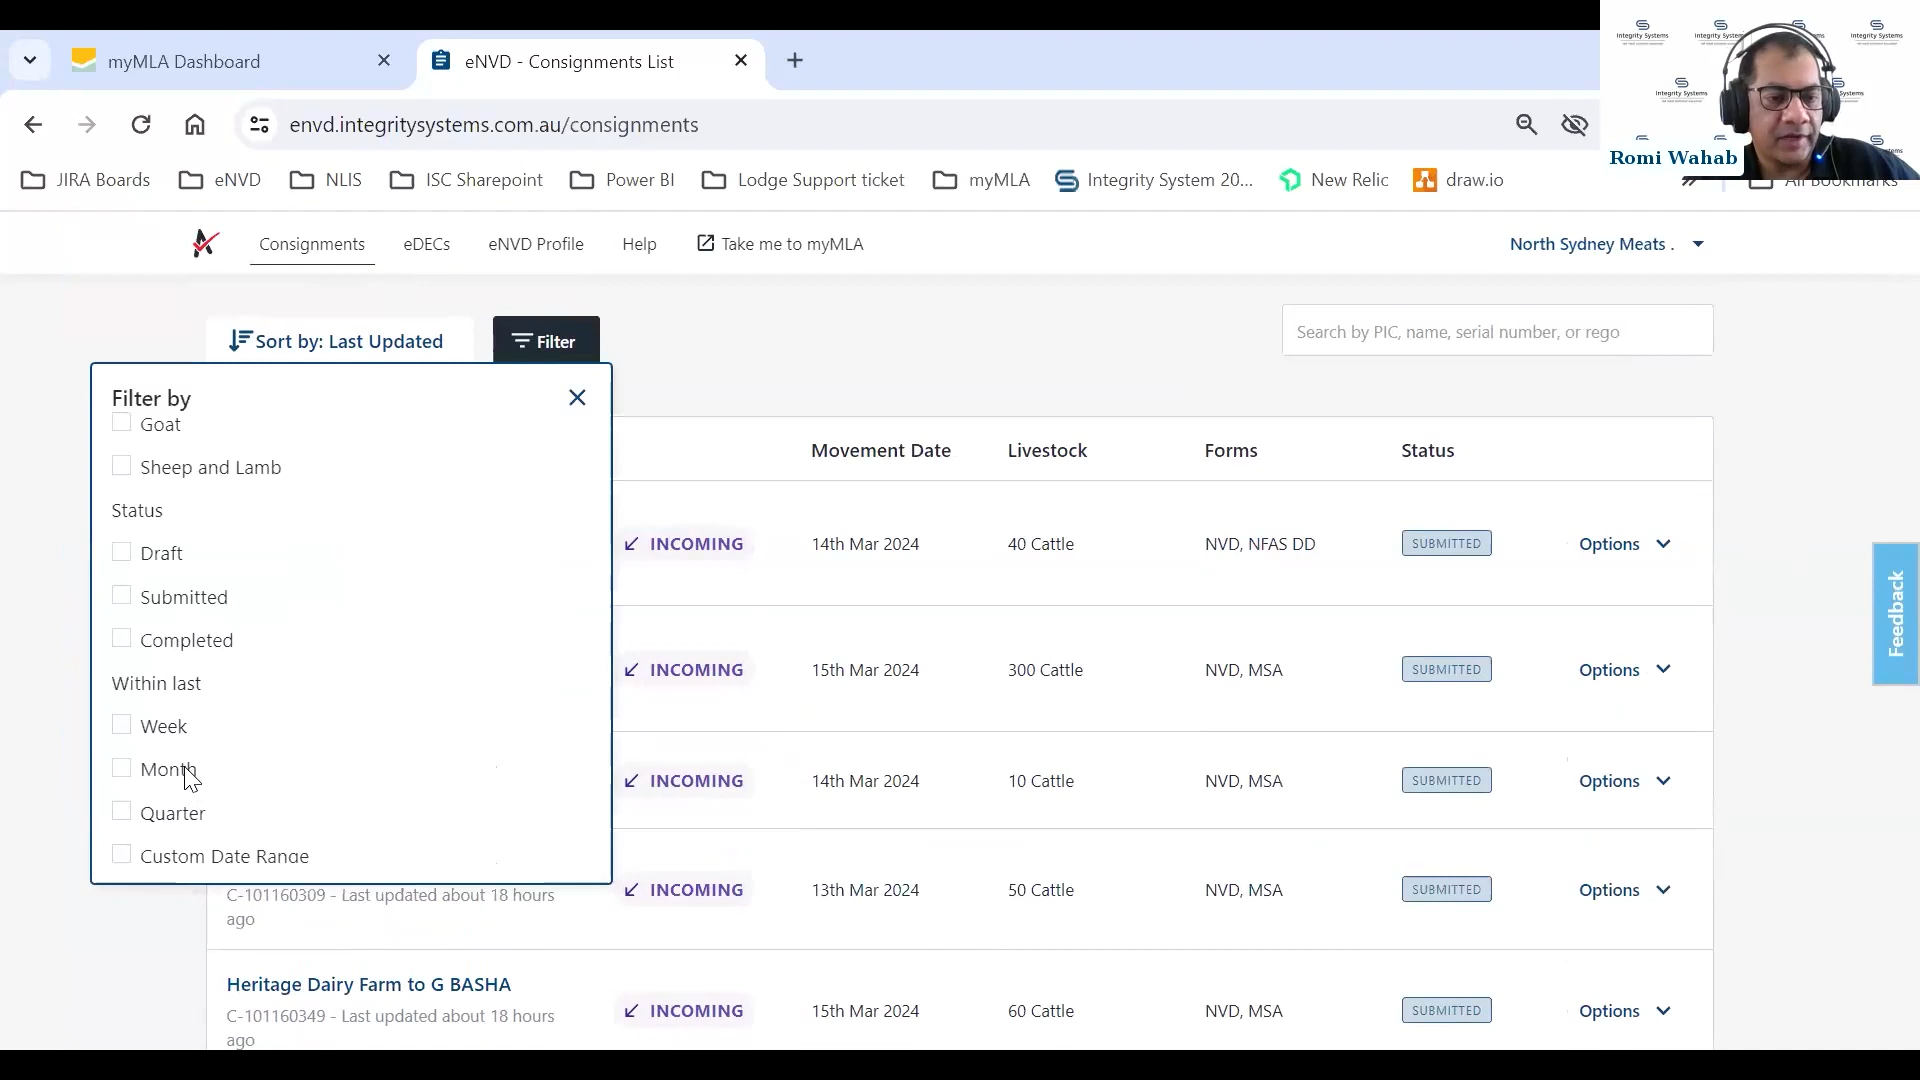 myMLA Dashboard
eNVD - Consignments List
envd.integritysystems.com.au/consignments
JIRA Boards
eNVD
NLIS
ISC Sharepoint
Power BI
Lodge Support ticket
myMLA
Integrity System 20...
New Relic
draw.io
All Bookmarks
Integrity Systems
Integrity Systems
Integrity Systems
Romi Wahab
Consignments
eDECs
eNVD Profile
Help
Take me to myMLA
North Sydney Meats .
Sort by: Last Updated
Filter
Search by PIC, name, serial number, or rego
Filter by
Goat
Sheep and Lamb
Status
Draft
Submitted
Completed
Within last
Week
Month
Quarter
Custom Date Range
Movement Date
Livestock
Forms
Status
INCOMING
14th Mar 2024
40 Cattle
NVD, NFAS DD
SUBMITTED
Options
INCOMING
15th Mar 2024
300 Cattle
NVD, MSA
SUBMITTED
Options
INCOMING
14th Mar 2024
10 Cattle
NVD, MSA
SUBMITTED
Options
C-101160309 - Last updated about 18 hours
ago
INCOMING
13th Mar 2024
50 Cattle
NVD, MSA
SUBMITTED
Options
Heritage Dairy Farm to G BASHA
C-101160349 - Last updated about 18 hours
ago
INCOMING
15th Mar 2024
60 Cattle
NVD, MSA
SUBMITTED
Options
Feedback